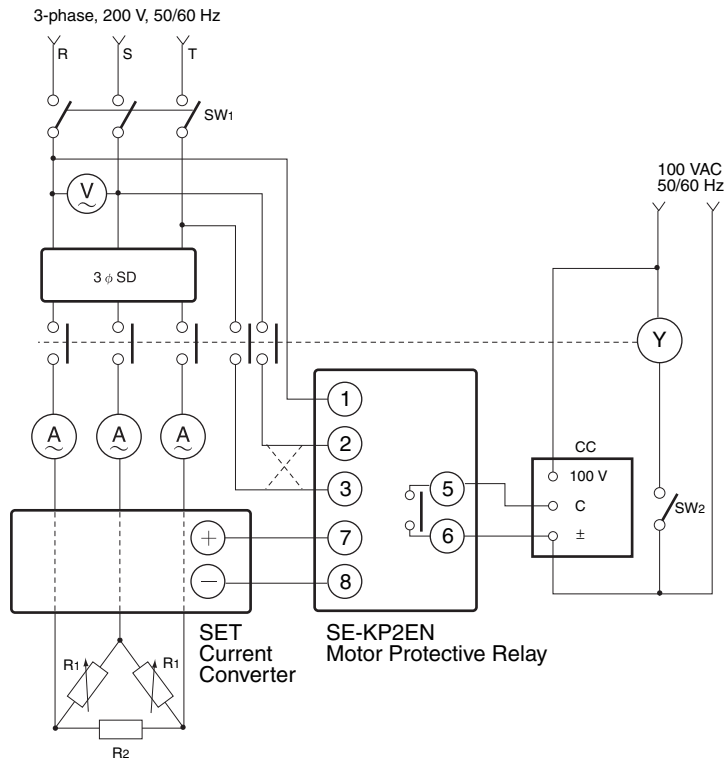 3-phase, 200 V, 50/60 Hz
R
S
T
SW1
100 VAC
50/60 Hz
V
3 ϕ SD
Y
A
A
A
1
2
3
5
6
7
8
CC
100 V
C
±
SW2
+
−
SET
Current
Converter
SE-KP2EN
Motor Protective Relay
R1
R1
R2